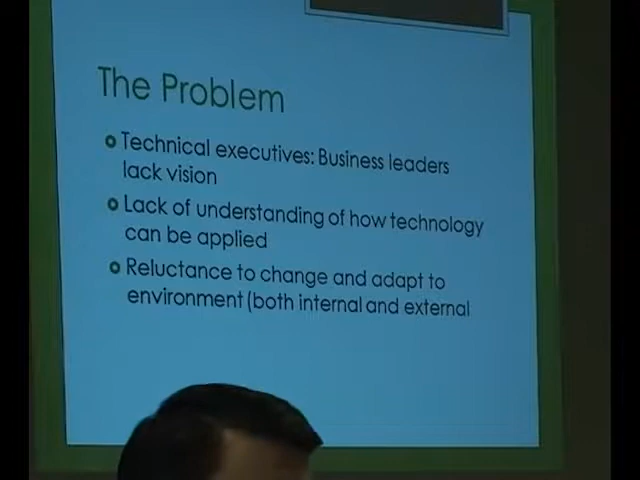 The Problem
Technical executives: Business leaders
lack vision
Lack of understanding of how technology
can be applied
Reluctance to change and adapt to
environment (both internal and external